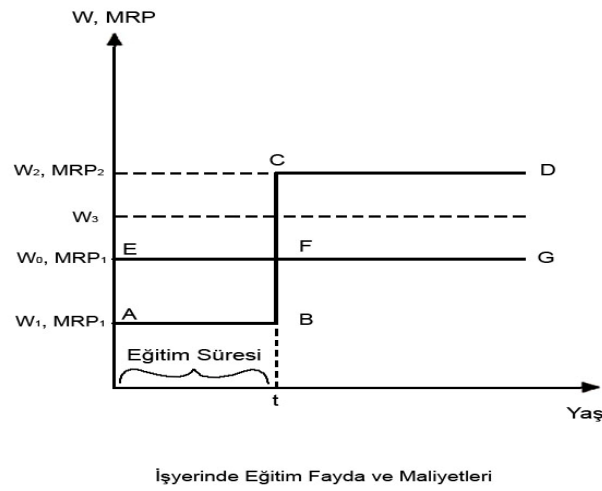 W, MRP
C
W₂, MRP₂
D
W₃
E
F
W₀, MRP₁
G
A
W₁, MRP₁
B
Eğitim Süresi
t
Yaş
İşyerinde Eğitim Fayda ve Maliyetleri